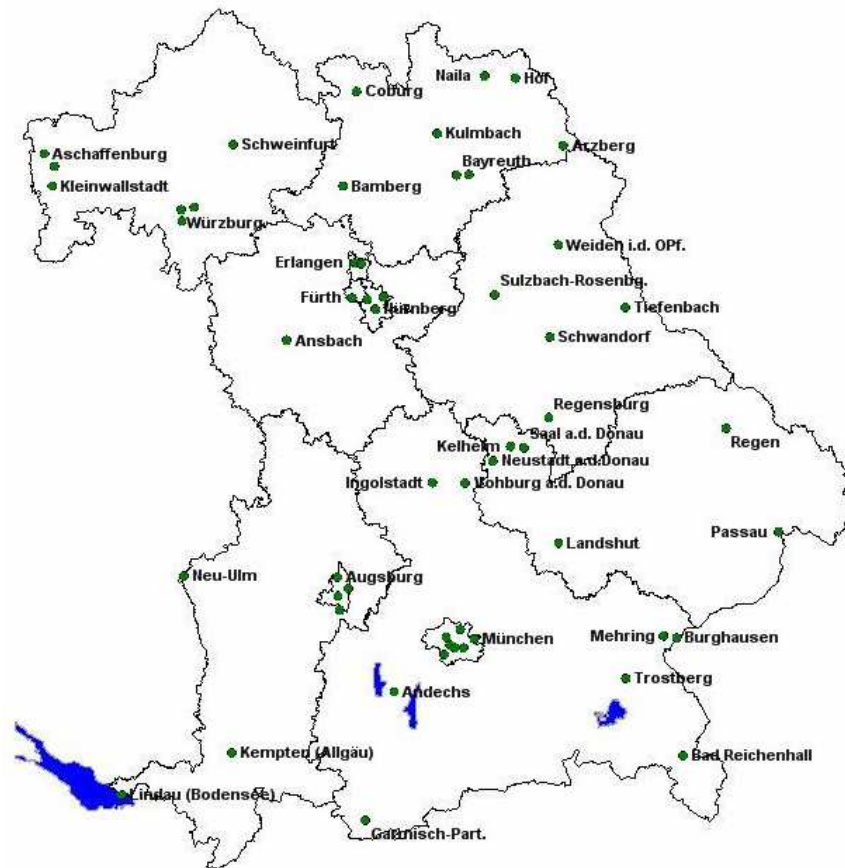 Naila
Hof
Coburg
Kulmbach
Schweinfurt
Arzberg
Aschaffenburg
Bayreuth
Kleinwallstadt
Bamberg
Würzburg
Weiden i.d. OPf.
Erlangen
Sulzbach-Rosenbg.
Fürth
Nürnberg
Tiefenbach
Ansbach
Schwandorf
Regensburg
Saal a.d. Donau
Regen
Kelheim
Neustadt a.d.Donau
Ingolstadt
Vohburg a.d. Donau
Passau
Landshut
Neu-Ulm
Augsburg
München
Mehring
Burghausen
Trostberg
Andechs
Kempten (Allgäu)
Bad Reichenhall
Lindau (Bodensee)
Garmisch-Part.